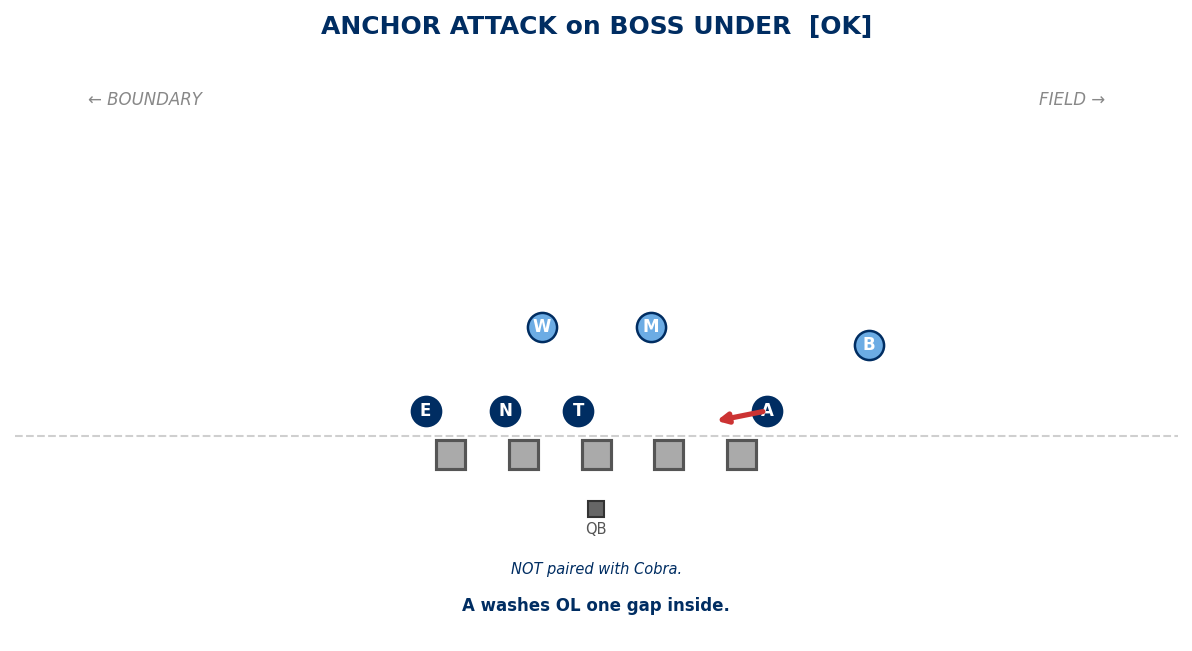 ANCHOR ATTACK on BOSS UNDER [OK]
← BOUNDARY
FIELD →
W
M
B
E
N
T
A
QB
NOT paired with Cobra.
A washes OL one gap inside.